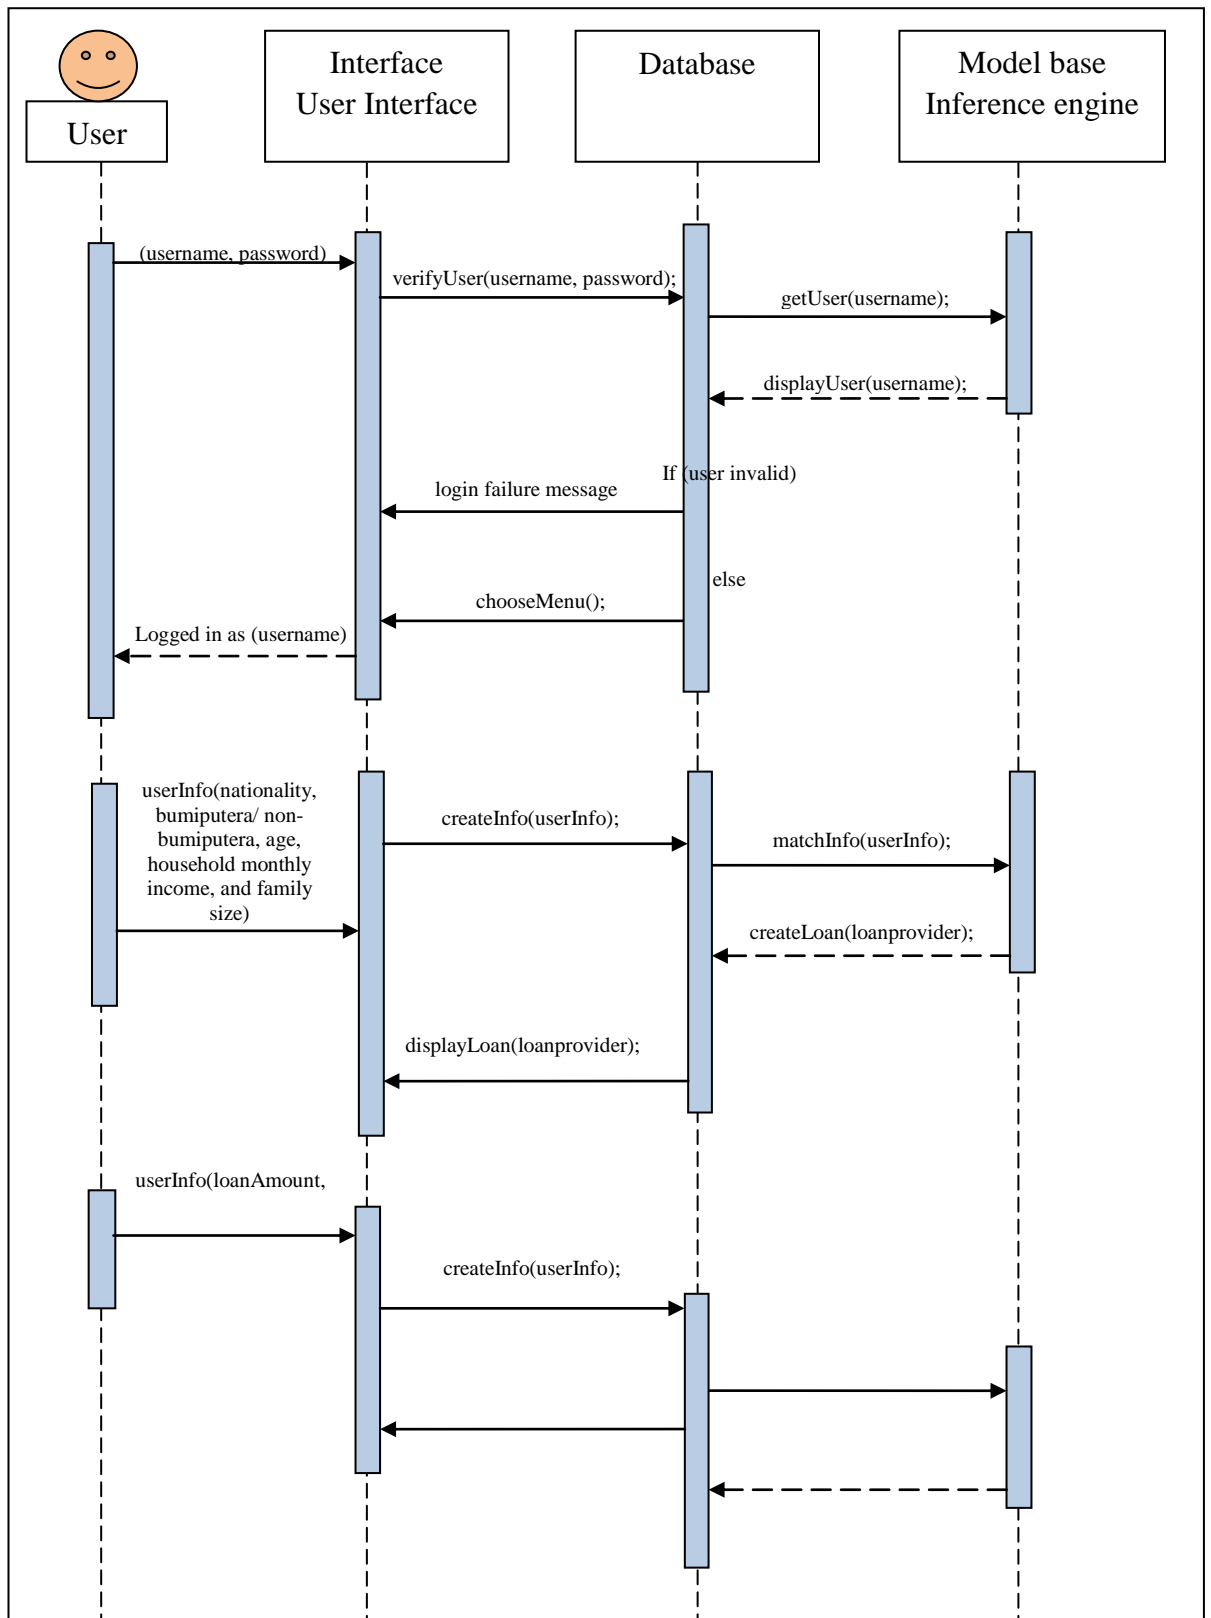 User
Interface
User Interface
Database
Model base
Inference engine
(username, password)
verifyUser(username, password);
getUser(username);
displayUser(username);
If (user invalid)
login failure message
else
chooseMenu();
Logged in as (username)
userInfo(nationality,
bumiputera/ non-
bumiputera, age,
household monthly
income, and family
size)
createInfo(userInfo);
matchInfo(userInfo);
createLoan(loanprovider);
displayLoan(loanprovider);
userInfo(loanAmount,
createInfo(userInfo);